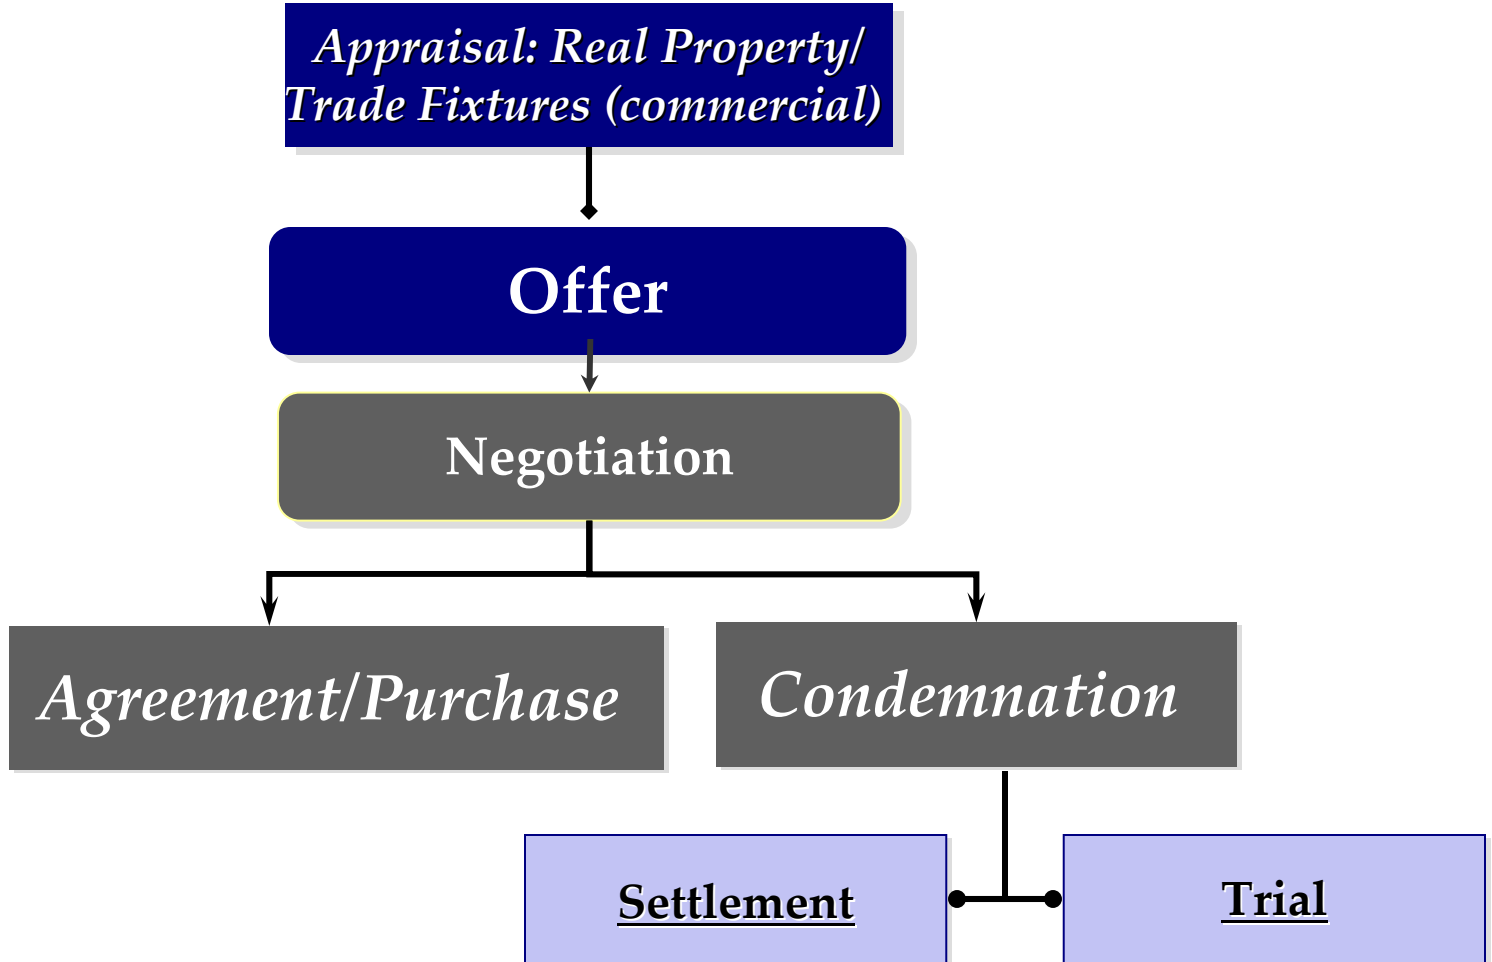 Appraisal: Real Property/
Trade Fixtures (commercial)
Offer
Negotiation
Agreement/Purchase
Condemnation
Settlement
Trial